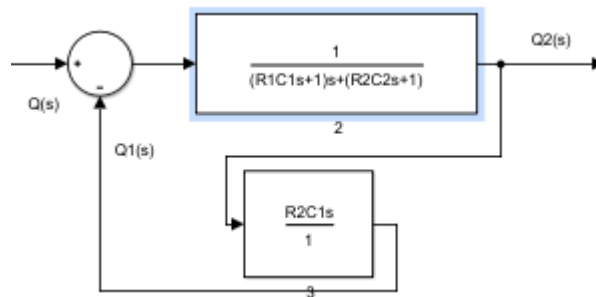 Q(s)
+
-
1
(R1C1s+1)s+(R2C2s+1)
2
Q2(s)
Q1(s)
R2C1s
1
3